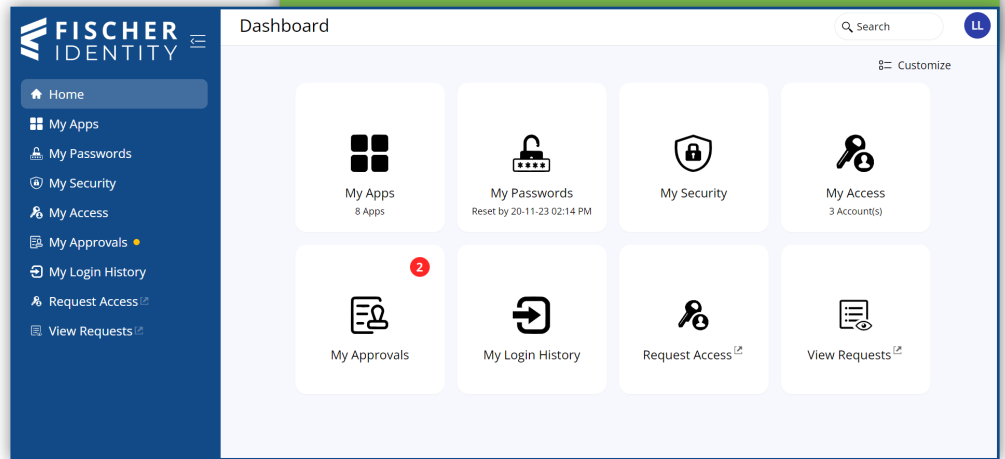 FISCHER
IDENTITY
Home
My Apps
My Passwords
My Security
My Access
My Approvals
My Login History
Request Access
View Requests
Dashboard
Search
LL
Customize
My Apps
8 Apps
My Passwords
Reset by 20-11-23 02:14 PM
My Security
My Access
3 Account(s)
2
My Approvals
My Login History
Request Access
View Requests